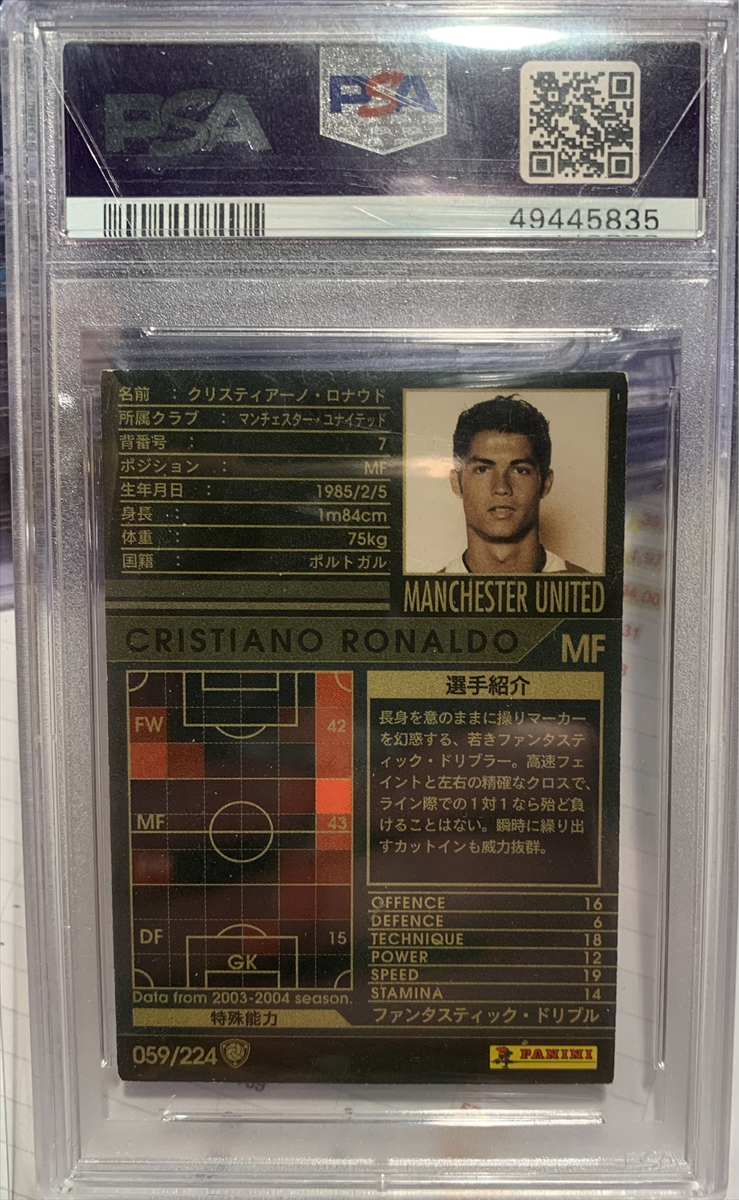 PSA
PSA
49445835
名前 : クリスティアーノ・ロナウド
所属クラブ : マンチェスター・ユナイテッド
背番号 : 7
ポジション : MF
生年月日 : 1985/2/5
身長 : 1m84cm
体重 : 75kg
国籍 : ポルトガル
MANCHESTER UNITED
CRISTIANO RONALDO
MF
FW 42
MF 43
DF 15
GK
Data from 2003-2004 season.
選手紹介
長身を意のままに操りマーカー
を幻惑する、若きファンタステ
ィック・ドリブラー。高速フェ
イントと左右の精確なクロスで、
ライン際での1対1なら殆ど負
けることはない。瞬時に繰り出
すカットインも威力抜群。
OFFENCE 16
DEFENCE 6
TECHNIQUE 18
POWER 12
SPEED 19
STAMINA 14
特殊能力 ファンタスティック・ドリブル
059/224
PANINI